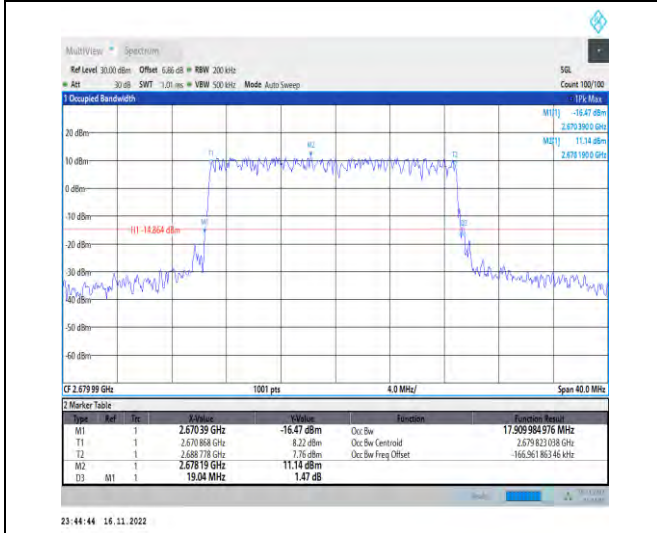 MultiView Spectrum
Ref Level 30.00 dBm Offset 6.86 dB RBW 200 kHz SGL
Att 30 dB SWT 1.01 ms VBW 500 kHz Mode Auto Sweep Count 100/100
1 Occupied Bandwidth 1Pk Max
M1[1] -16.47 dBm
2.670 390 0 GHz
M2[1] 11.14 dBm
2.678 190 0 GHz
20 dBm
M2
T1 T2
10 dBm
0 dBm
-10 dBm
M1 D3
H1 -14.864 dBm
-20 dBm
-30 dBm
-40 dBm
-50 dBm
-60 dBm
CF 2.679 99 GHz 1001 pts 4.0 MHz/ Span 40.0 MHz
2 Marker Table
Type Ref Trc X-Value Y-Value Function Function Result
M1 1 2.670 39 GHz -16.47 dBm Occ Bw 17.909 984 976 MHz
T1 1 2.670 868 GHz 8.22 dBm Occ Bw Centroid 2.679 823 038 GHz
T2 1 2.688 778 GHz 7.76 dBm Occ Bw Freq Offset -166.961 863 46 kHz
M2 1 2.678 19 GHz 11.14 dBm
D3 M1 1 19.04 MHz 1.47 dB
23:44:44 16.11.2022